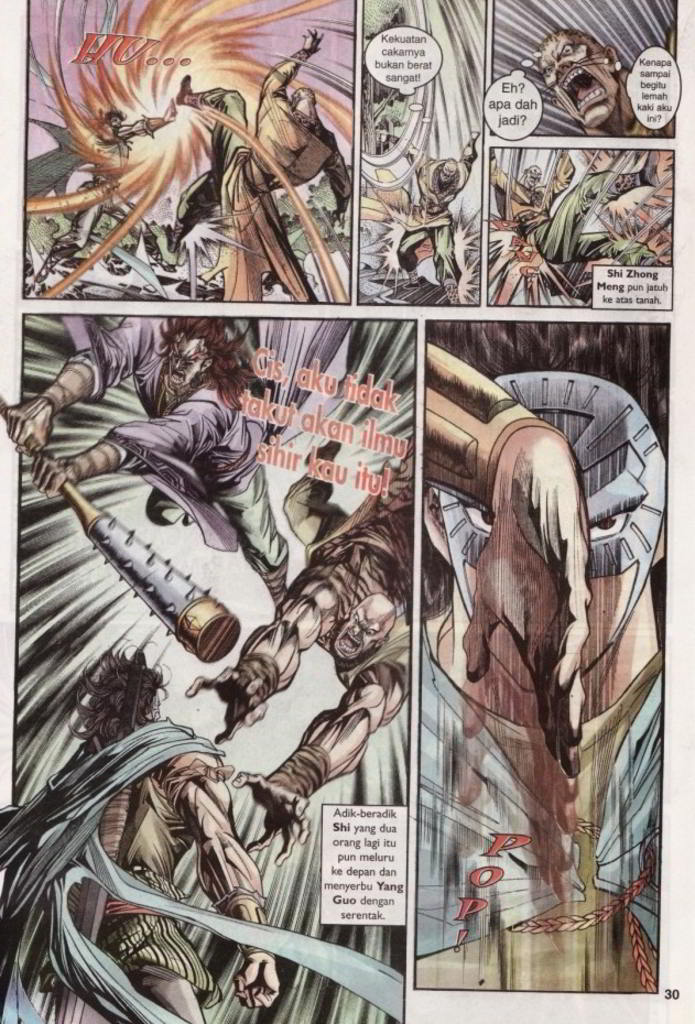 HU...
Kekuatan
cakarnya
bukan berat
sangat!
Eh?
apa dah
jadi?
Kenapa
sampai
begitu
lemah
kaki aku
ini?
Shi Zhong
Meng pun jatuh
ke atas tanah.
Cis, aku tidak
takut akan ilmu
sihir kau itu!
Adik-beradik
Shi yang dua
orang lagi itu
pun meluru
ke depan dan
menyerbu Yang
Guo dengan
serentak.
POP!
30